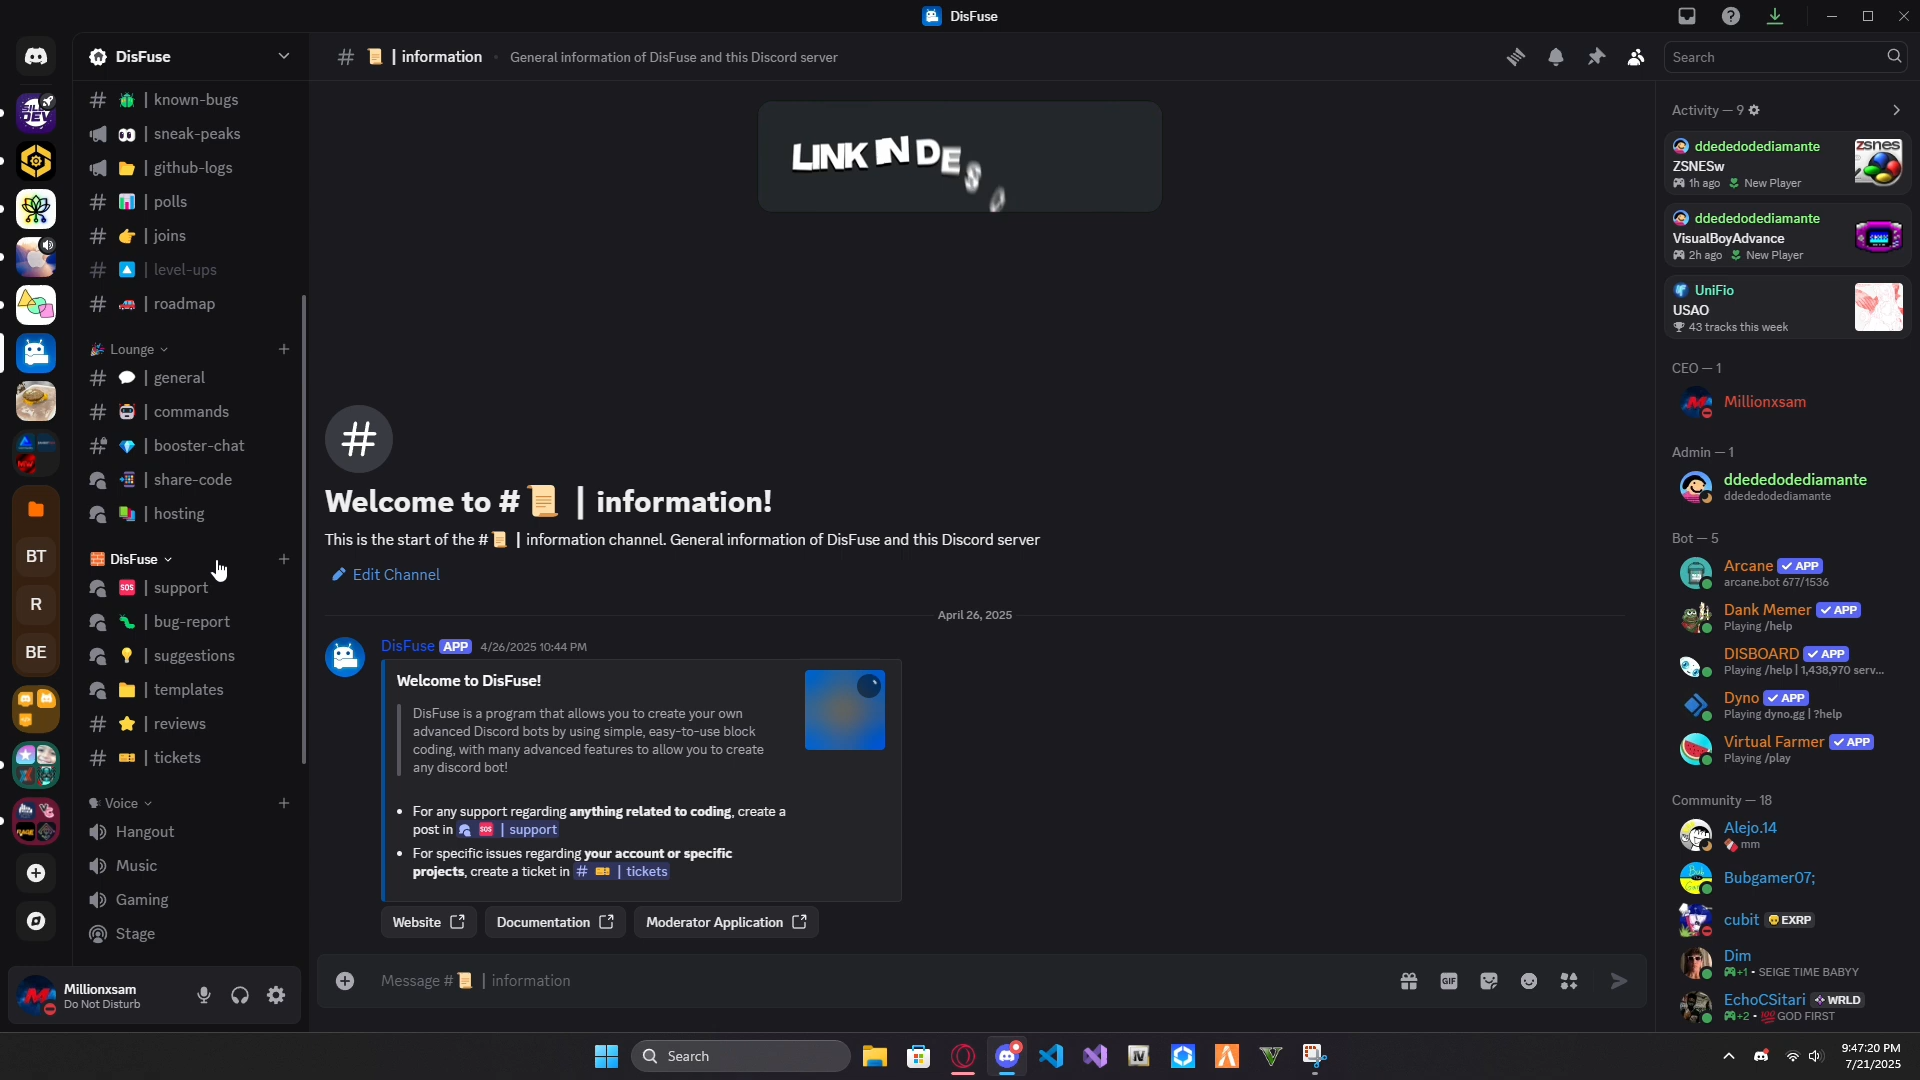 DisFuse
DisFuse
| information
General information of DisFuse and this Discord server
Search
| known-bugs
| sneak-peaks
| github-logs
| polls
| joins
| level-ups
| roadmap
Lounge
| general
| commands
| booster-chat
| share-code
| hosting
DisFuse
| support
| bug-report
| suggestions
| templates
| reviews
| tickets
Voice
Hangout
Music
Gaming
Stage
BT
R
BE
Millionxsam
Do Not Disturb
LINK IN DES
Welcome to # | information!
This is the start of the # | information channel. General information of DisFuse and this Discord server
Edit Channel
April 26, 2025
DisFuse APP 4/26/2025 10:44 PM
Welcome to DisFuse!
DisFuse is a program that allows you to create your own
advanced Discord bots by using simple, easy-to-use block
coding, with many advanced features to allow you to create
any discord bot!
• For any support regarding anything related to coding, create a
post in SOS | support
• For specific issues regarding your account or specific
projects, create a ticket in # | tickets
Website
Documentation
Moderator Application
Message # | information
GIF
Activity — 9
ddededodediamante
ZSNESw
1h ago New Player
zsnes
ddededodediamante
VisualBoyAdvance
2h ago New Player
UniFio
USAO
43 tracks this week
CEO — 1
Millionxsam
Admin — 1
ddededodediamante
ddededodediamante
Bot — 5
Arcane APP
arcane.bot 677/1536
Dank Memer APP
Playing /help
DISBOARD APP
Playing /help | 1,438,970 serv...
Dyno APP
Playing dyno.gg | ?help
Virtual Farmer APP
Playing /play
Community — 18
Alejo.14
mm
Bubgamer07;
cubit EXRP
Dim
+1 • SEIGE TIME BABYY
EchoCSitari WRLD
+2 • 100 GOD FIRST
Search
9:47:20 PM
7/21/2025